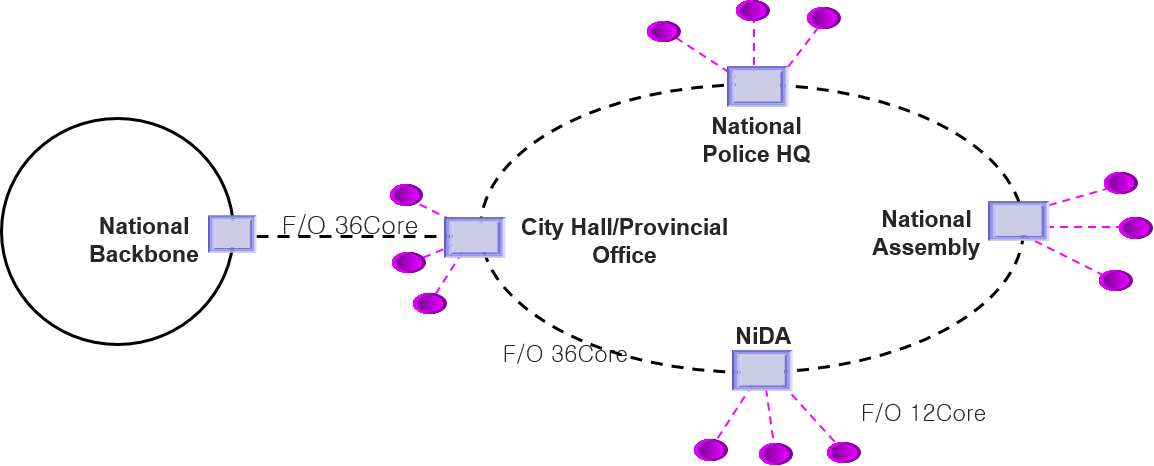 National
Police HQ
National
Backbone
F/O 36Core
City Hall/Provincial
Office
National
Assembly
NiDA
F/O 36Core
F/O 12Core